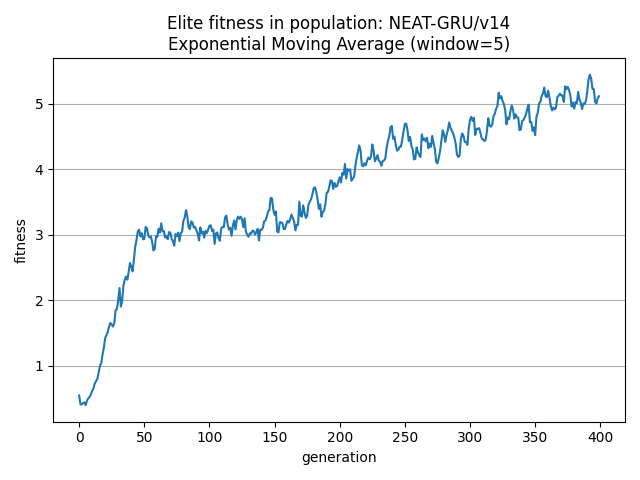 Elite fitness in population: NEAT-GRU/v14
Exponential Moving Average (window=5)
fitness
5
4
3
2
1
0 50 100 150 200 250 300 350 400
generation